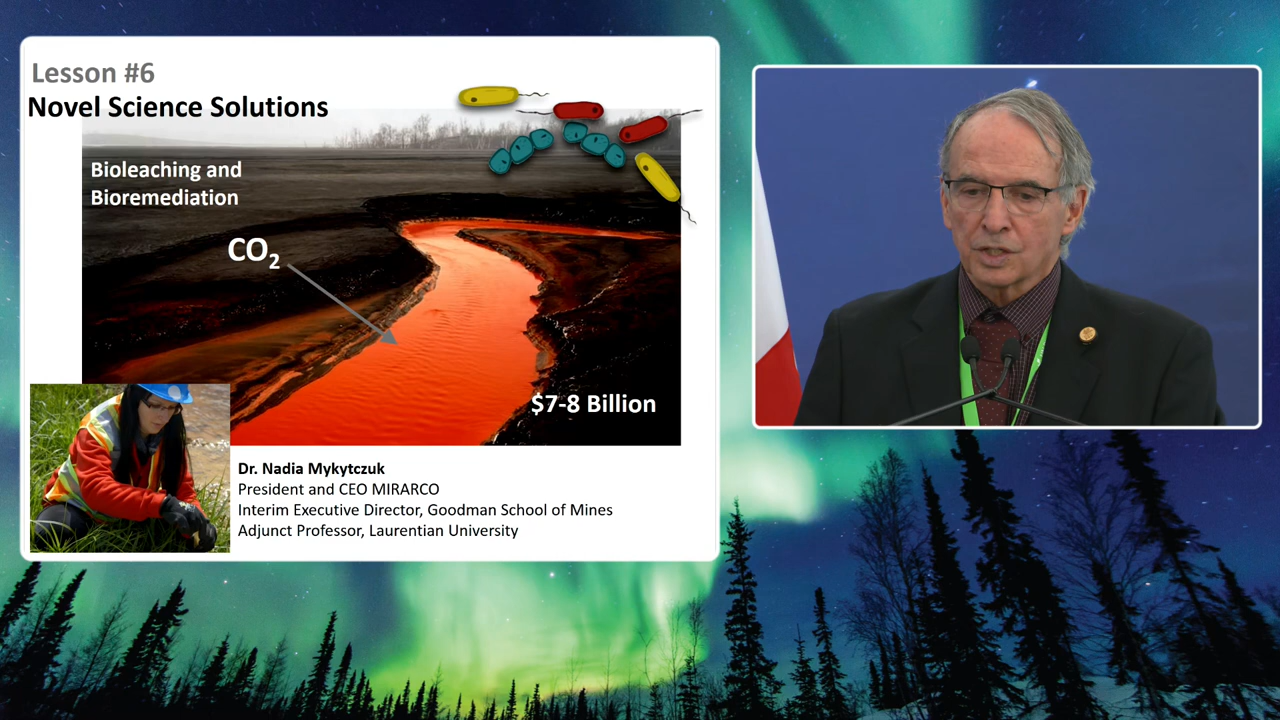 Lesson #6
Novel Science Solutions
Bioleaching and
Bioremediation
CO₂
$7-8 Billion
Dr. Nadia Mykytczuk
President and CEO MIRARCO
Interim Executive Director, Goodman School of Mines
Adjunct Professor, Laurentian University